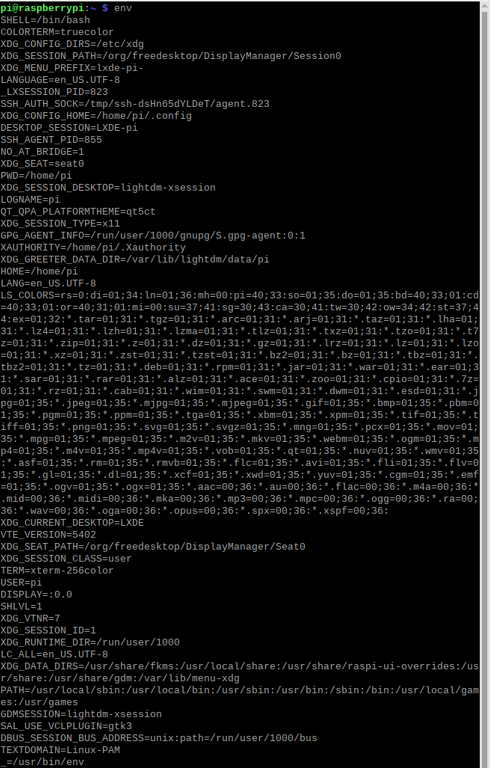 pi@raspberrypi:~ $ env
SHELL=/bin/bash
COLORTERM=truecolor
XDG_CONFIG_DIRS=/etc/xdg
XDG_SESSION_PATH=/org/freedesktop/DisplayManager/Session0
XDG_MENU_PREFIX=lxde-pi-
LANGUAGE=en_US.UTF-8
_LXSESSION_PID=823
SSH_AUTH_SOCK=/tmp/ssh-dsHn65dYLDeT/agent.823
XDG_CONFIG_HOME=/home/pi/.config
DESKTOP_SESSION=LXDE-pi
SSH_AGENT_PID=855
NO_AT_BRIDGE=1
XDG_SEAT=seat0
PWD=/home/pi
XDG_SESSION_DESKTOP=lightdm-xsession
LOGNAME=pi
QT_QPA_PLATFORMTHEME=qt5ct
XDG_SESSION_TYPE=x11
GPG_AGENT_INFO=/run/user/1000/gnupg/S.gpg-agent:0:1
XAUTHORITY=/home/pi/.Xauthority
XDG_GREETER_DATA_DIR=/var/lib/lightdm/data/pi
HOME=/home/pi
LANG=en_US.UTF-8
LS_COLORS=rs=0:di=01;34:ln=01;36:mh=00:pi=40;33:so=01;35:do=01;35:bd=40;33;01:cd
=40;33;01:or=40;31;01:mi=00:su=37;41:sg=30;43:ca=30;41:tw=30;42:ow=34;42:st=37;4
4:ex=01;32:*.tar=01;31:*.tgz=01;31:*.arc=01;31:*.arj=01;31:*.taz=01;31:*.lha=01;
31:*.lz4=01;31:*.lzh=01;31:*.lzma=01;31:*.tlz=01;31:*.txz=01;31:*.tzo=01;31:*.t7
z=01;31:*.zip=01;31:*.z=01;31:*.dz=01;31:*.gz=01;31:*.lrz=01;31:*.lz=01;31:*.lzo
=01;31:*.xz=01;31:*.zst=01;31:*.tzst=01;31:*.bz2=01;31:*.bz=01;31:*.tbz=01;31:*.
tbz2=01;31:*.tz=01;31:*.deb=01;31:*.rpm=01;31:*.jar=01;31:*.war=01;31:*.ear=01;3
1:*.sar=01;31:*.rar=01;31:*.alz=01;31:*.ace=01;31:*.zoo=01;31:*.cpio=01;31:*.7z=
01;31:*.rz=01;31:*.cab=01;31:*.wim=01;31:*.swm=01;31:*.dwm=01;31:*.esd=01;31:*.j
pg=01;35:*.jpeg=01;35:*.mjpg=01;35:*.mjpeg=01;35:*.gif=01;35:*.bmp=01;35:*.pbm=0
1;35:*.pgm=01;35:*.ppm=01;35:*.tga=01;35:*.xbm=01;35:*.xpm=01;35:*.tif=01;35:*.t
iff=01;35:*.png=01;35:*.svg=01;35:*.svgz=01;35:*.mng=01;35:*.pcx=01;35:*.mov=01;
35:*.mpg=01;35:*.mpeg=01;35:*.m2v=01;35:*.mkv=01;35:*.webm=01;35:*.ogm=01;35:*.m
p4=01;35:*.m4v=01;35:*.mp4v=01;35:*.vob=01;35:*.qt=01;35:*.nuv=01;35:*.wmv=01;35
:*.asf=01;35:*.rm=01;35:*.rmvb=01;35:*.flc=01;35:*.avi=01;35:*.fli=01;35:*.flv=0
1;35:*.gl=01;35:*.dl=01;35:*.xcf=01;35:*.xwd=01;35:*.yuv=01;35:*.cgm=01;35:*.emf
=01;35:*.ogv=01;35:*.ogx=01;35:*.aac=00;36:*.au=00;36:*.flac=00;36:*.m4a=00;36:*
.mid=00;36:*.midi=00;36:*.mka=00;36:*.mp3=00;36:*.mpc=00;36:*.ogg=00;36:*.ra=00;
36:*.wav=00;36:*.oga=00;36:*.opus=00;36:*.spx=00;36:*.xspf=00;36:
XDG_CURRENT_DESKTOP=LXDE
VTE_VERSION=5402
XDG_SEAT_PATH=/org/freedesktop/DisplayManager/Seat0
XDG_SESSION_CLASS=user
TERM=xterm-256color
USER=pi
DISPLAY=:0.0
SHLVL=1
XDG_VTNR=7
XDG_SESSION_ID=1
XDG_RUNTIME_DIR=/run/user/1000
LC_ALL=en_US.UTF-8
XDG_DATA_DIRS=/usr/share/fkms:/usr/local/share:/usr/share/raspi-ui-overrides:/us
r/share:/usr/share/gdm:/var/lib/menu-xdg
PATH=/usr/local/sbin:/usr/local/bin:/usr/sbin:/usr/bin:/sbin:/bin:/usr/local/gam
es:/usr/games
GDMSESSION=lightdm-xsession
SAL_USE_VCLPLUGIN=gtk3
DBUS_SESSION_BUS_ADDRESS=unix:path=/run/user/1000/bus
TEXTDOMAIN=Linux-PAM
_=/usr/bin/env